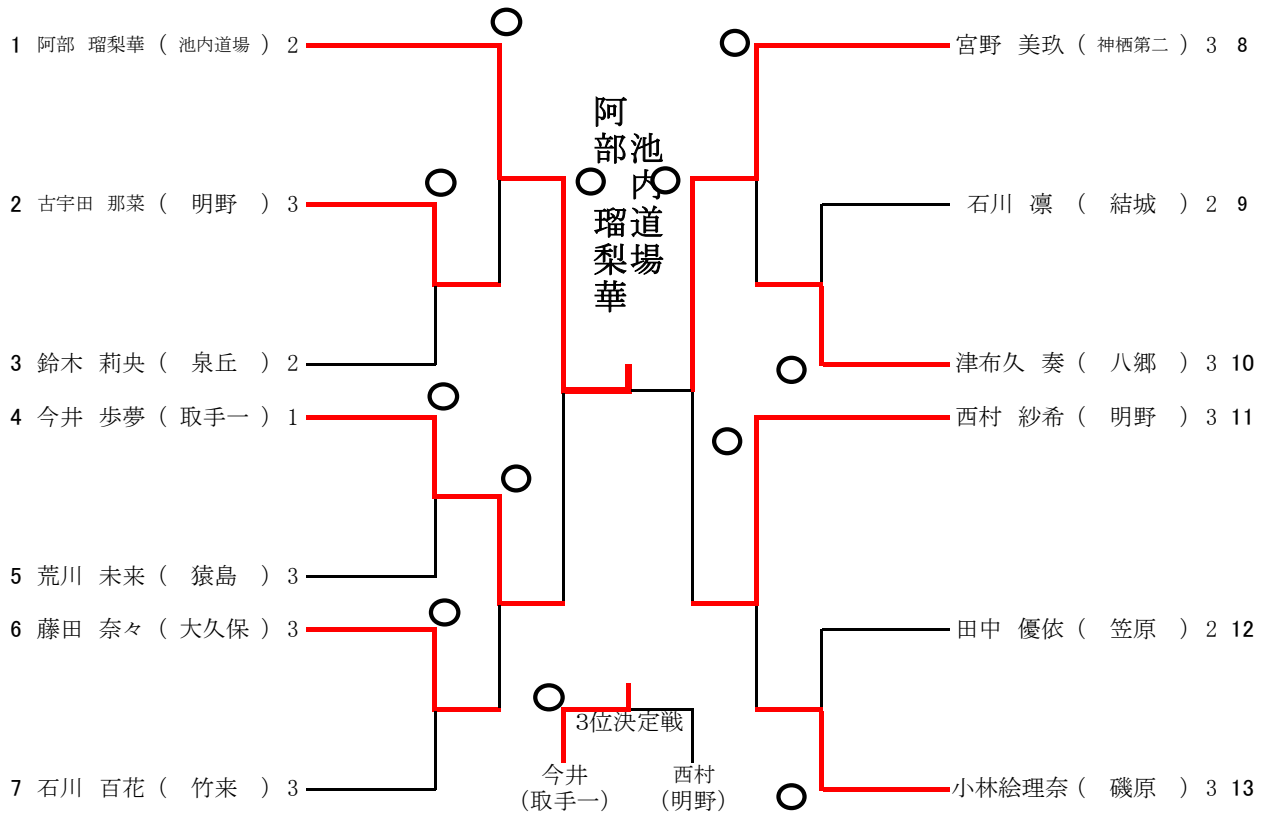 1 阿部 瑠梨華 ( 池内道場 ) 2
2 古宇田 那菜 ( 明野 ) 3
3 鈴木 莉央 ( 泉丘 ) 2
4 今井 歩夢 ( 取手一 ) 1
5 荒川 未来 ( 猿島 ) 3
6 藤田 奈々 ( 大久保 ) 3
7 石川 百花 ( 竹来 ) 3
池内道場
阿部 瑠梨華
3位決定戦
今井
(取手一)
西村
(明野)
宮野 美玖 ( 神栖第二 ) 3 8
石川 凛 ( 結城 ) 2 9
津布久 奏 ( 八郷 ) 3 10
西村 紗希 ( 明野 ) 3 11
田中 優依 ( 笠原 ) 2 12
小林絵理奈 ( 磯原 ) 3 13